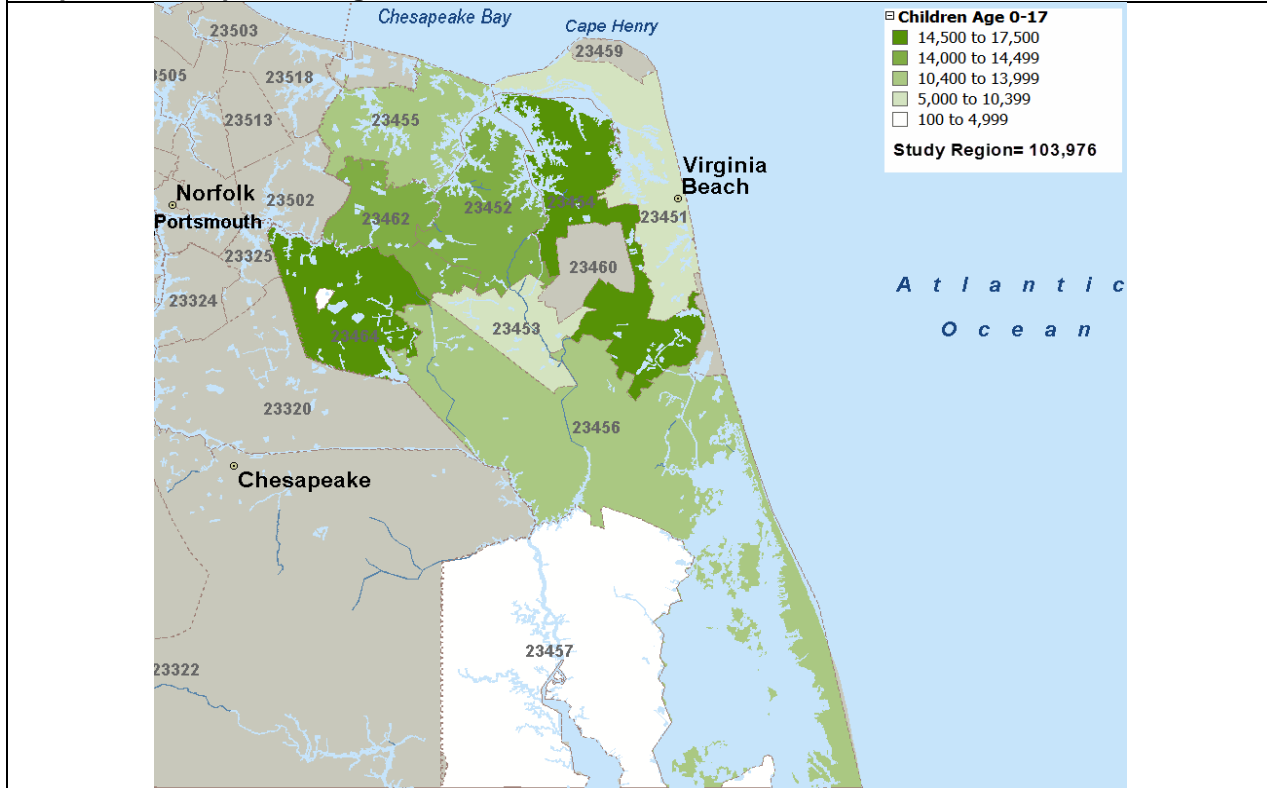 Chesapeake Bay
Cape Henry
Children Age 0-17
14,500 to 17,500
14,000 to 14,499
10,400 to 13,999
5,000 to 10,399
100 to 4,999
Study Region= 103,976
23503
23459
3505
23518
23513
23455
Virginia
Beach
Norfolk
Portsmouth
23502
23462
23452
23454
23451
23325
23460
23324
Atlantic
Ocean
23464
23453
23320
23456
Chesapeake
23457
23322